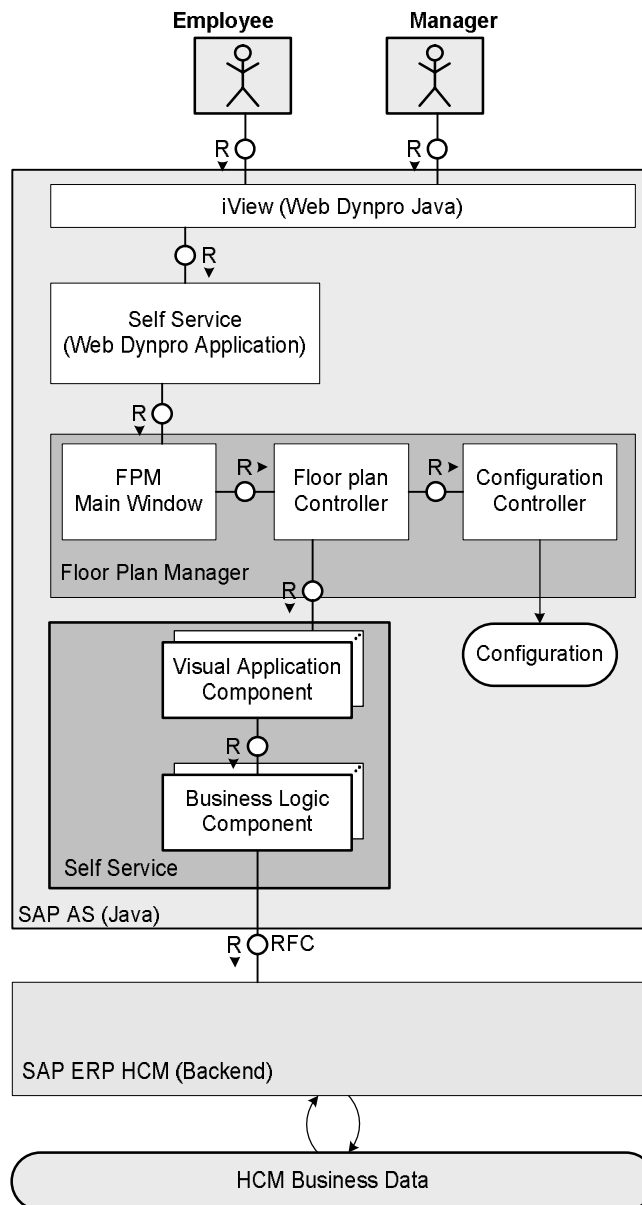 Employee
Manager
R
R
iView (Web Dynpro Java)
R
Self Service
(Web Dynpro Application)
R
FPM
Main Window
R
Floor plan
Controller
R
Configuration
Controller
Floor Plan Manager
R
Visual Application
Component
Configuration
R
Business Logic
Component
Self Service
SAP AS (Java)
R
RFC
SAP ERP HCM (Backend)
HCM Business Data